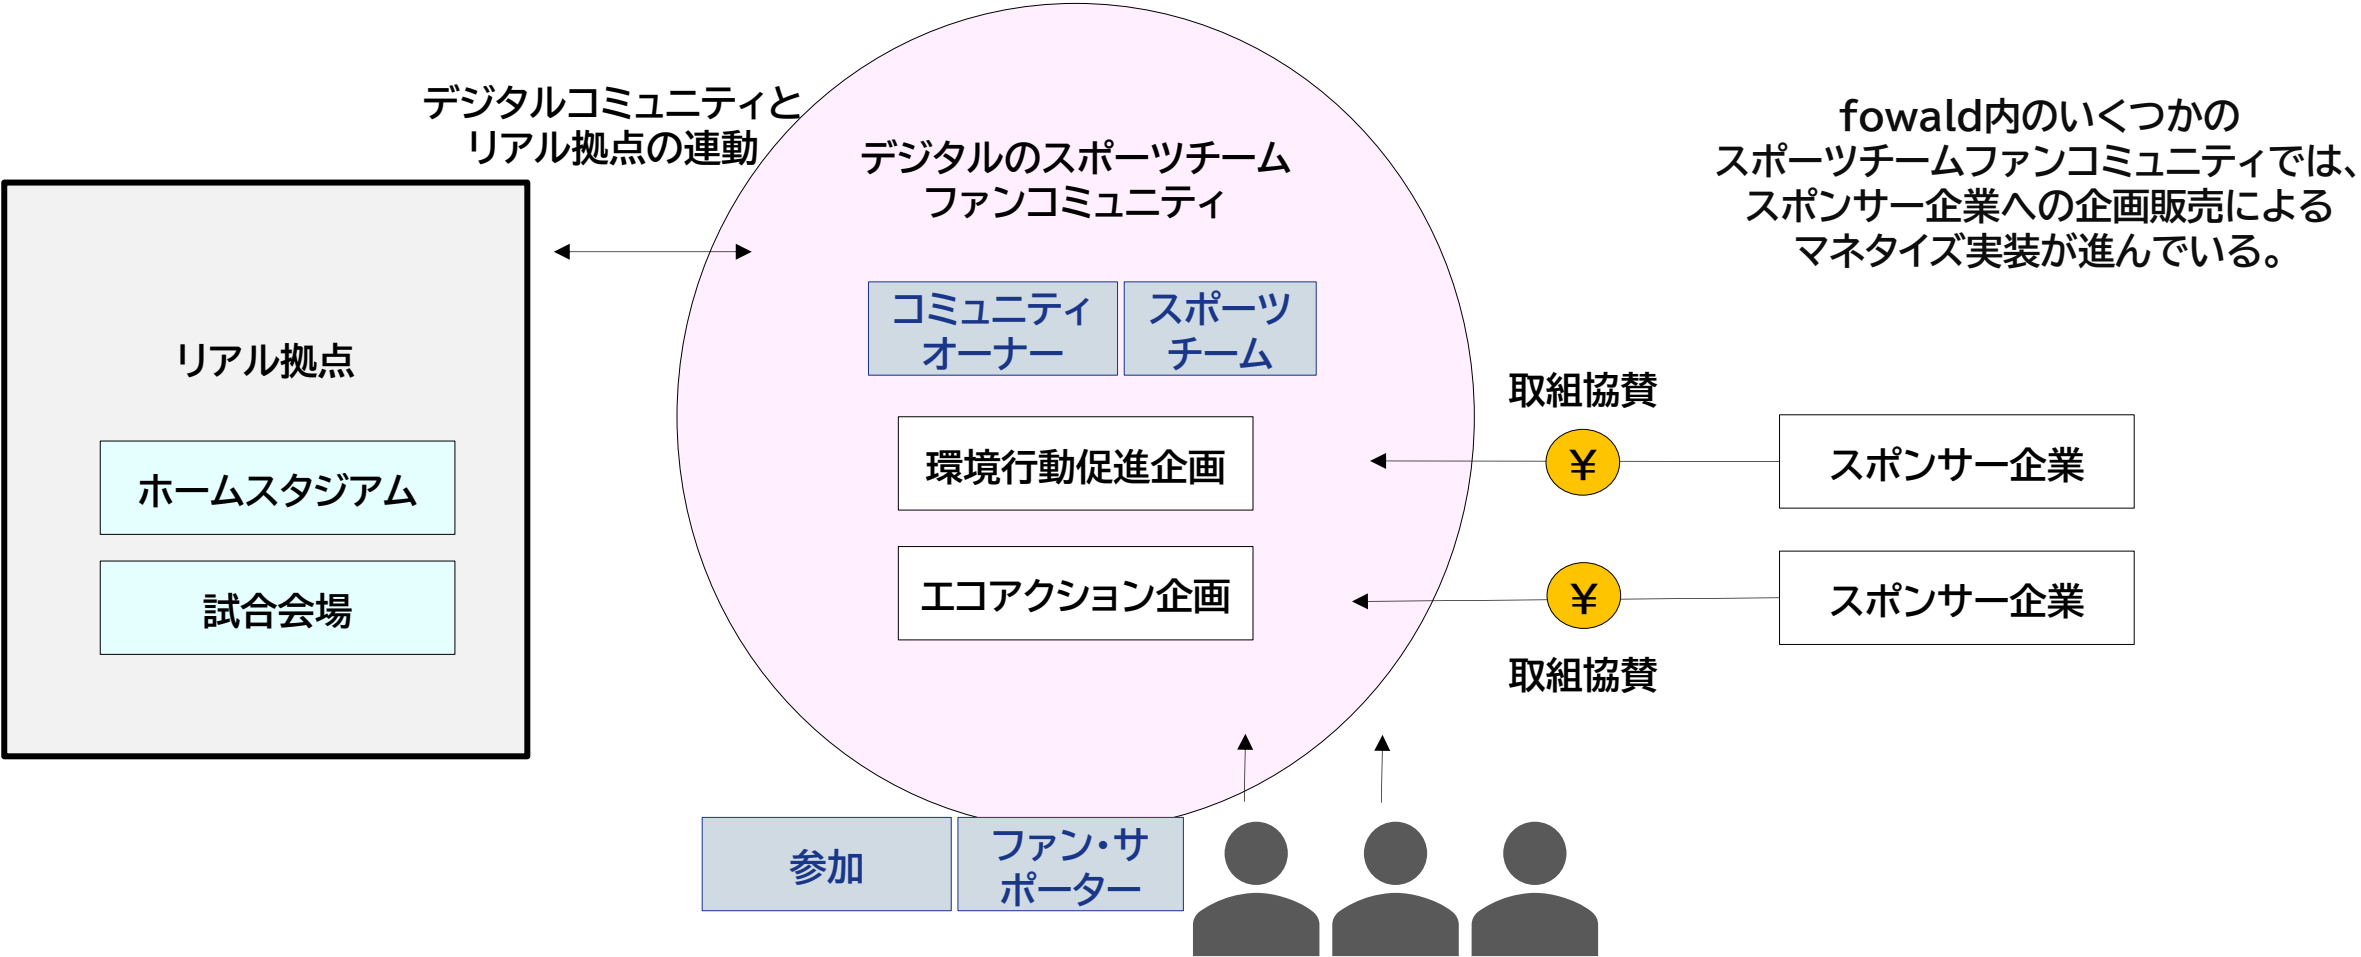 デジタルコミュニティと
リアル拠点の連動
デジタルのスポーツチーム
ファンコミュニティ
fowald内のいくつかの
スポーツチームファンコミュニティでは、
スポンサー企業への企画販売による
マネタイズ実装が進んでいる。
リアル拠点
ホームスタジアム
試合会場
コミュニティ
オーナー
スポーツ
チーム
環境行動促進企画
エコアクション企画
取組協賛
¥
スポンサー企業
¥
スポンサー企業
取組協賛
参加
ファン・サ
ポーター